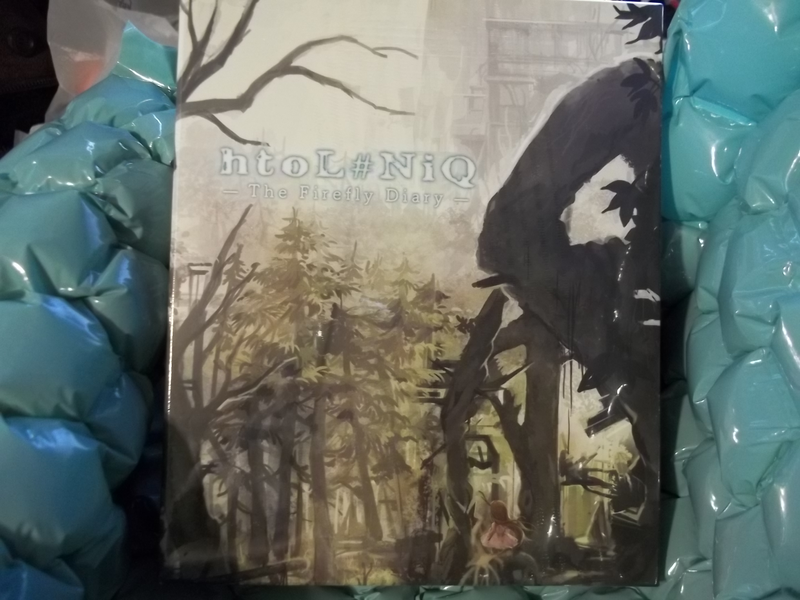 htoL#NiQ
— The Firefly Diary —